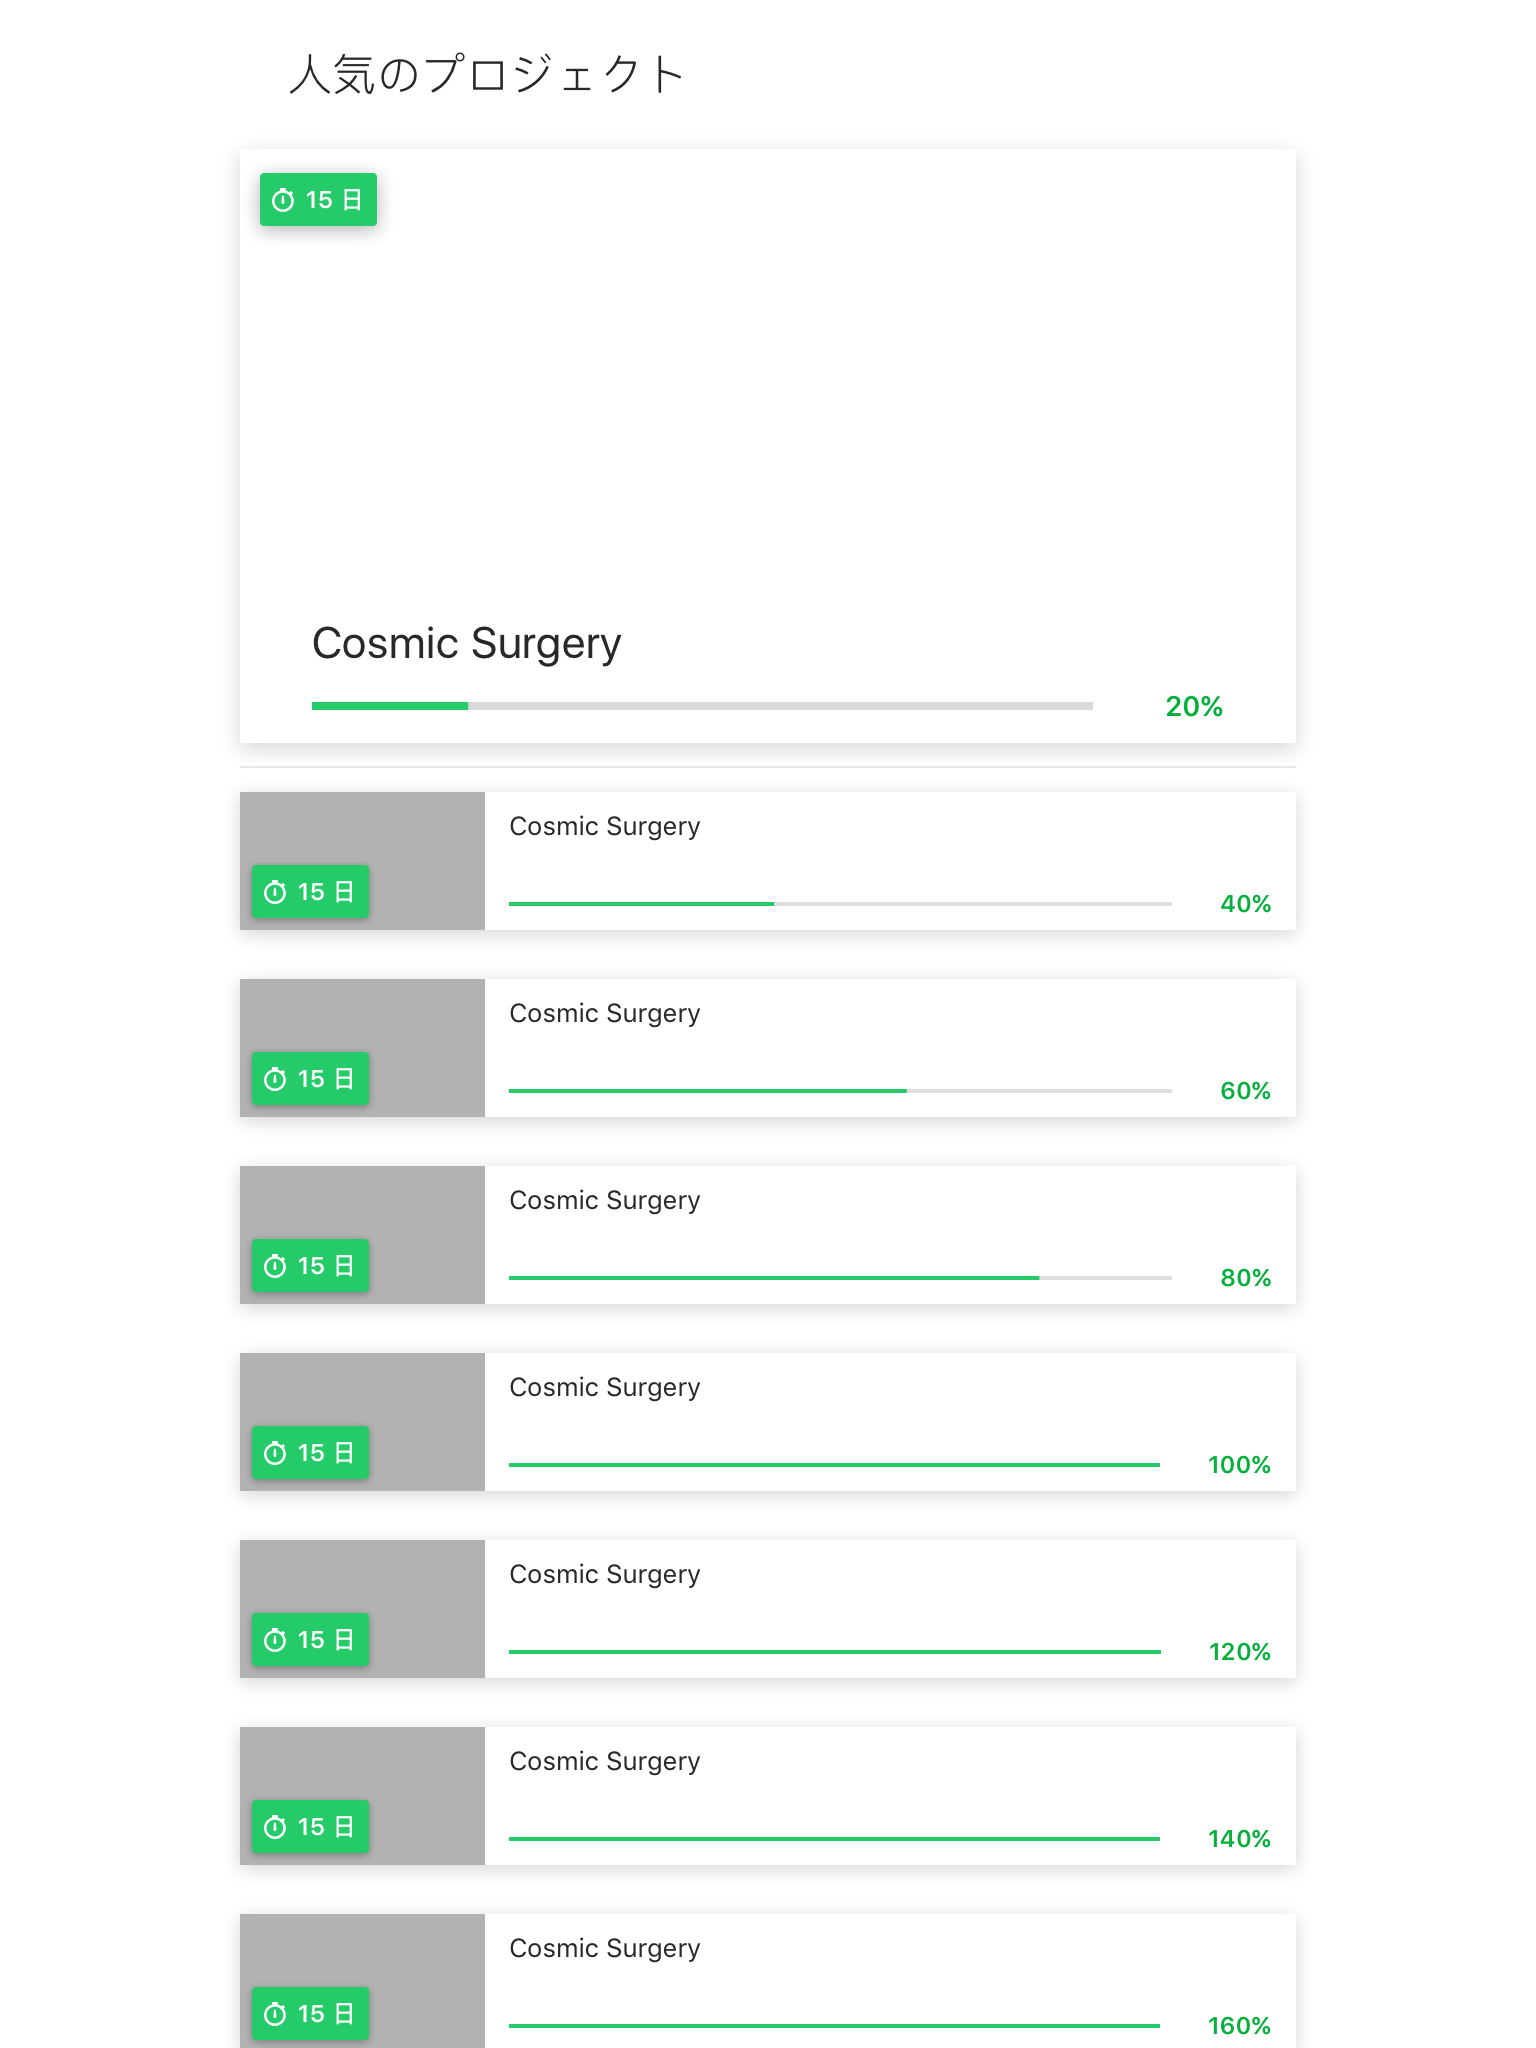 人気のプロジェクト
15 日
Cosmic Surgery
20%
Cosmic Surgery
15 日
40%
Cosmic Surgery
15 日
60%
Cosmic Surgery
15 日
80%
Cosmic Surgery
15 日
100%
Cosmic Surgery
15 日
120%
Cosmic Surgery
15 日
140%
Cosmic Surgery
15 日
160%